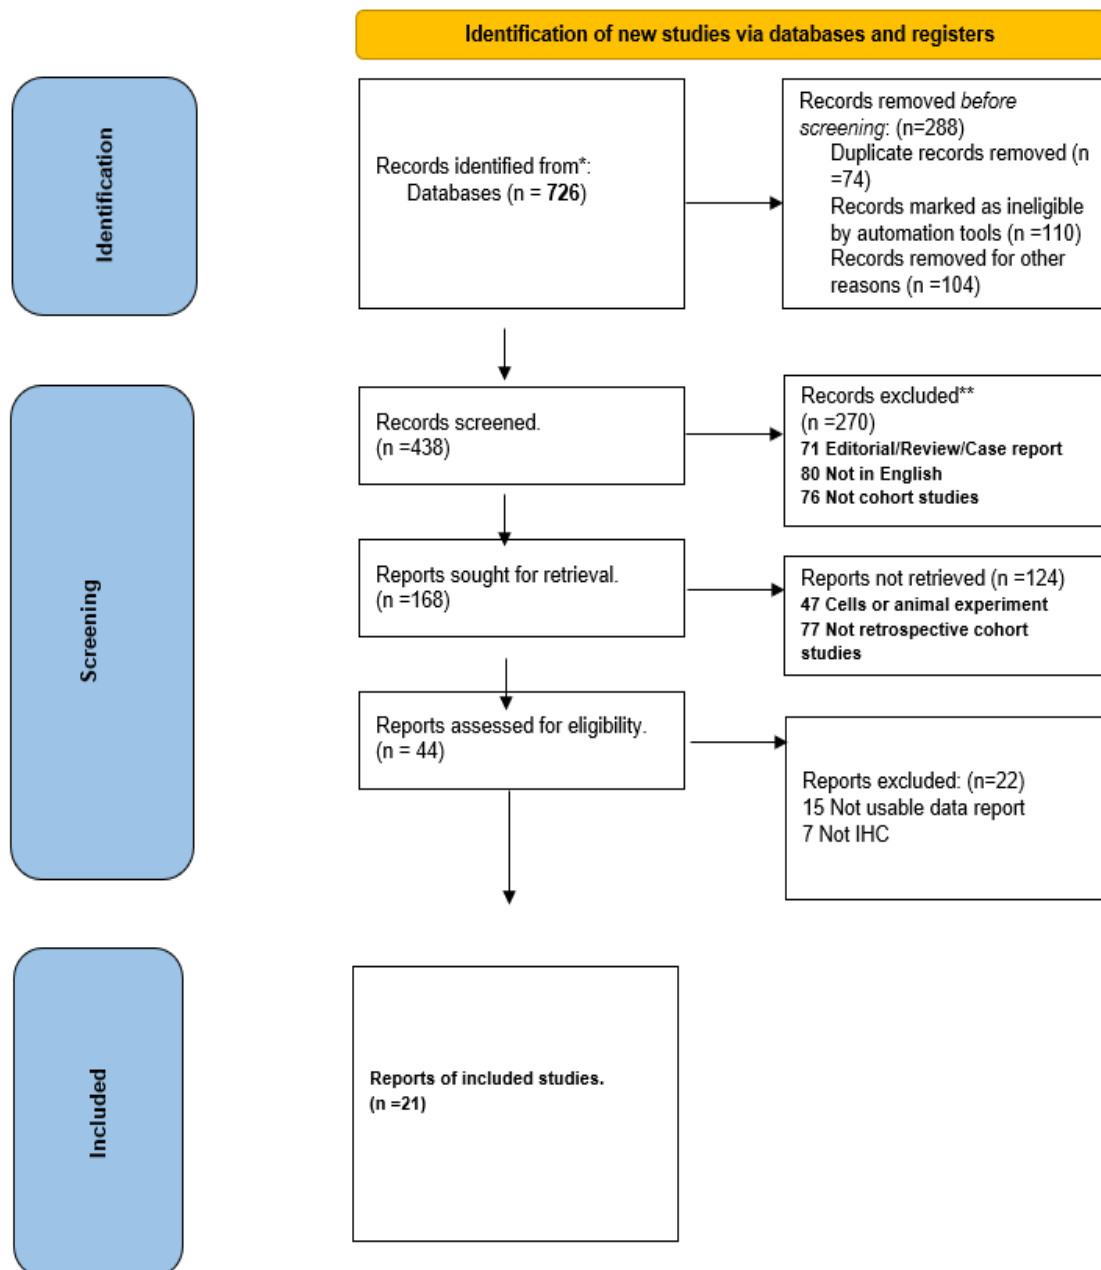 Identification of new studies via databases and registers
Identification
Records identified from*:
Databases (n = 726)
Records removed before
screening: (n=288)
Duplicate records removed (n
=74)
Records marked as ineligible
by automation tools (n =110)
Records removed for other
reasons (n =104)
Screening
Records screened.
(n =438)
Records excluded**
(n =270)
71 Editorial/Review/Case report
80 Not in English
76 Not cohort studies
Reports sought for retrieval.
(n =168)
Reports not retrieved (n =124)
47 Cells or animal experiment
77 Not retrospective cohort
studies
Reports assessed for eligibility.
(n = 44)
Reports excluded: (n=22)
15 Not usable data report
7 Not IHC
Included
Reports of included studies.
(n =21)